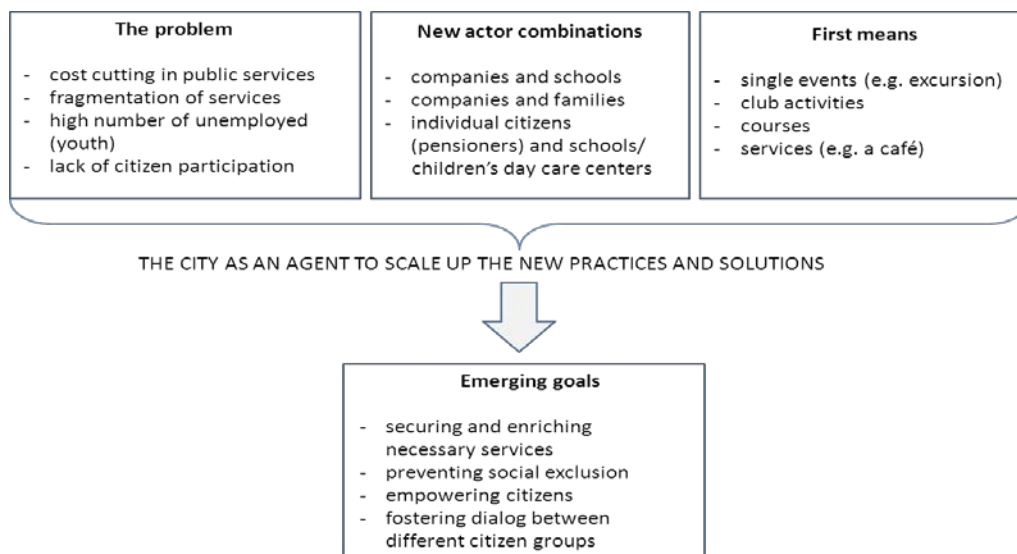 The problem
- cost cutting in public services
- fragmentation of services
- high number of unemployed
(youth)
- lack of citizen participation
New actor combinations
- companies and schools
- companies and families
- individual citizens
(pensioners) and schools/
children's day care centers
First means
- single events (e.g. excursion)
- club activities
- courses
- services (e.g. a café)
THE CITY AS AN AGENT TO SCALE UP THE NEW PRACTICES AND SOLUTIONS
Emerging goals
- securing and enriching
necessary services
- preventing social exclusion
- empowering citizens
- fostering dialog between
different citizen groups